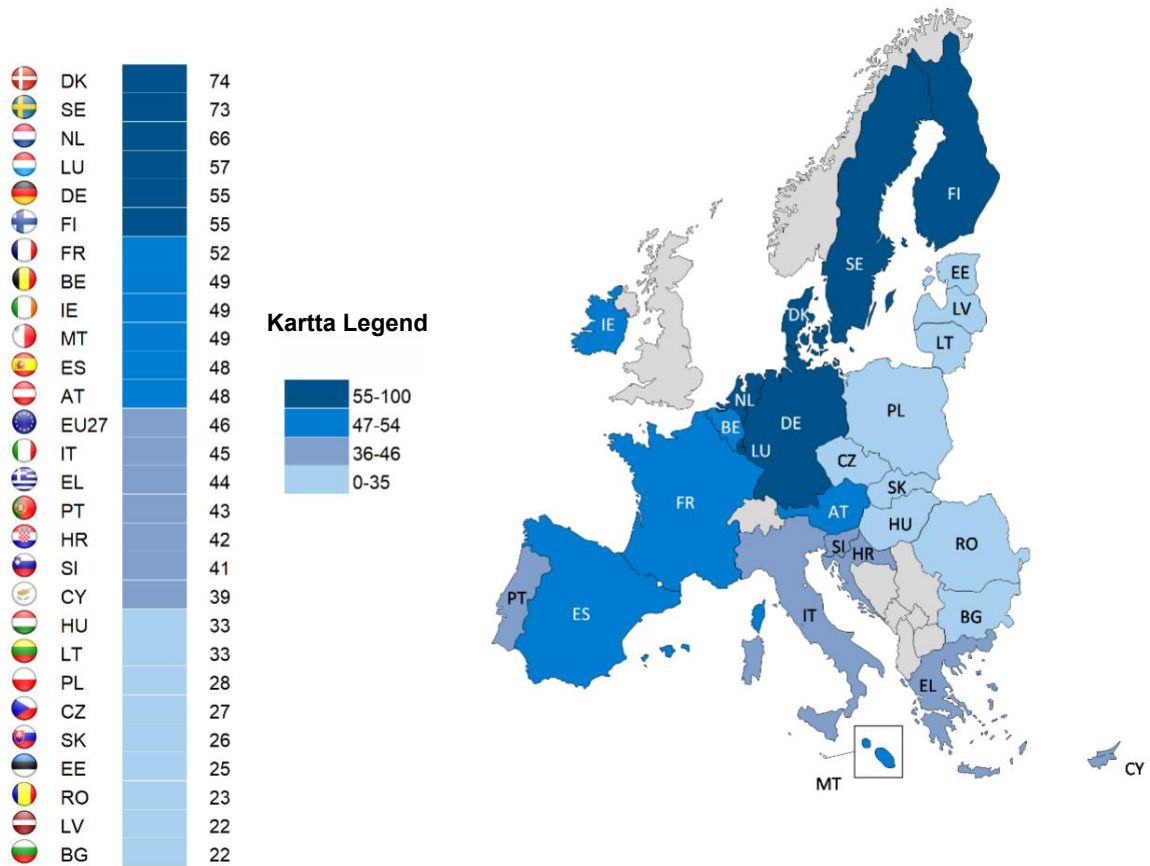 DK 74
SE 73
NL 66
LU 57
DE 55
FI 55
FR 52
BE 49
IE 49
MT 49
ES 48
AT 48
EU27 46
IT 45
EL 44
PT 43
HR 42
SI 41
CY 39
HU 33
LT 33
PL 28
CZ 27
SK 26
EE 25
RO 23
LV 22
BG 22
Kartta Legend
55-100
47-54
36-46
0-35
FI
SE
EE
LV
LT
DK
IE
NL
BE
DE
LU
PL
CZ
SK
FR
AT
HU
RO
SI
HR
PT
ES
IT
BG
EL
MT
CY